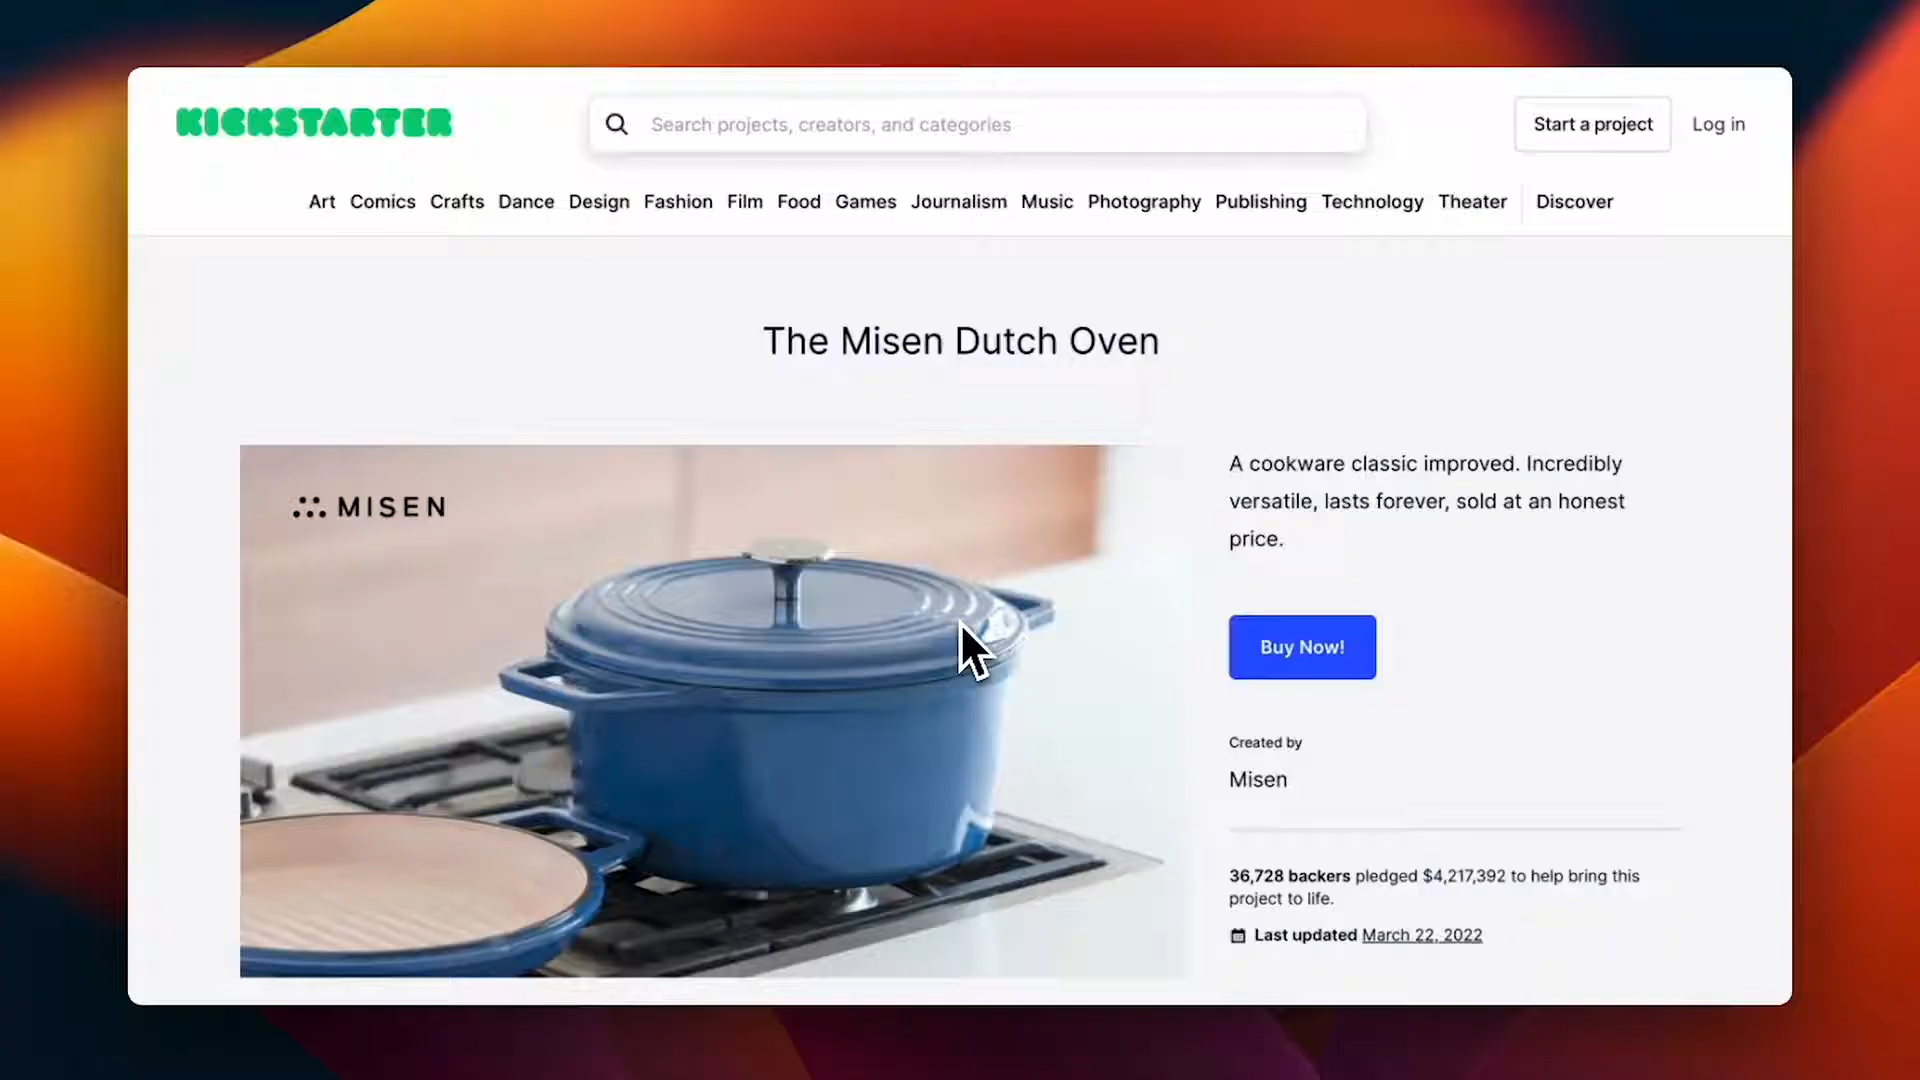 KICKSTARTER
Search projects, creators, and categories
Start a project
Log in
Art Comics Crafts Dance Design Fashion Film Food Games Journalism Music Photography Publishing Technology Theater Discover
The Misen Dutch Oven
MISEN
A cookware classic improved. Incredibly
versatile, lasts forever, sold at an honest
price.
Buy Now!
Created by
Misen
36,728 backers pledged $4,217,392 to help bring this
project to life.
Last updated March 22, 2022